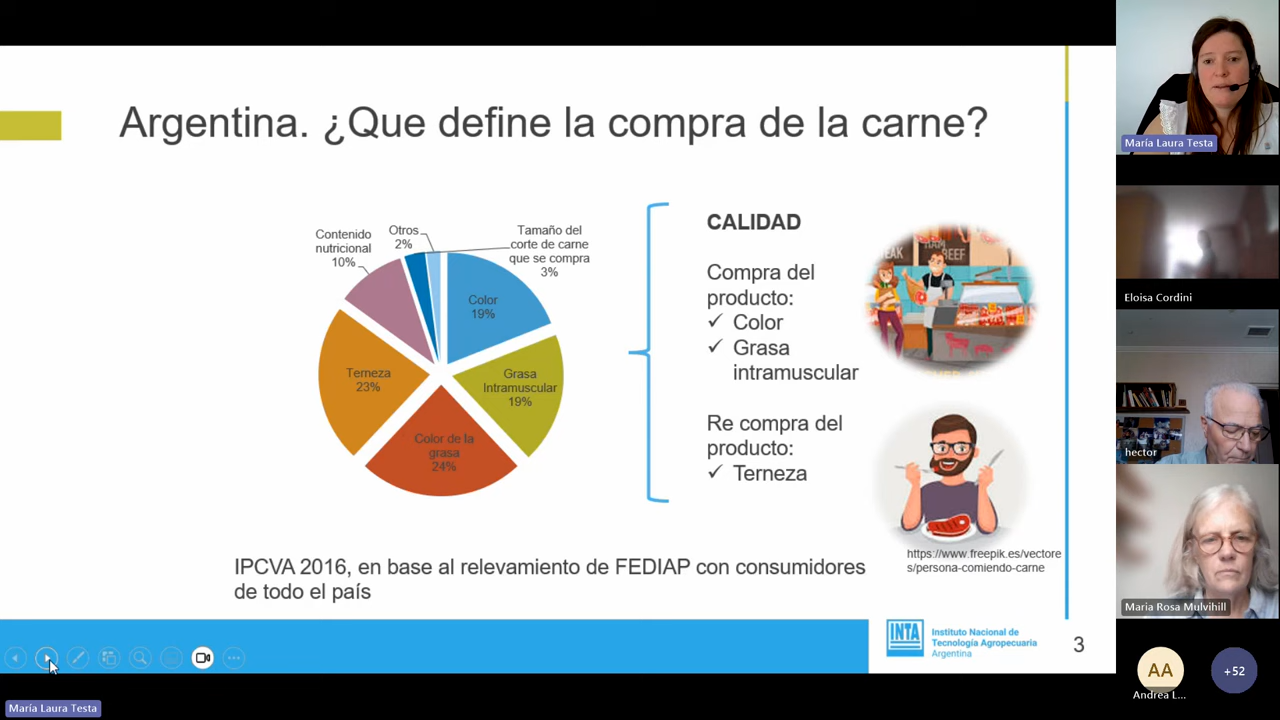 Argentina. ¿Que define la compra de la carne?
Contenido
nutricional
10%
Otros
2%
Tamaño del
corte de carne
que se compra
3%
Color
19%
Terneza
23%
Grasa
Intramuscular
19%
Color de la
grasa
24%
CALIDAD
Compra del
producto:
✓ Color
✓ Grasa
intramuscular
Re compra del
producto:
✓ Terneza
BEEF
https://www.freepik.es/vectore
s/persona-comiendo-carne
IPCVA 2016, en base al relevamiento de FEDIAP con consumidores
de todo el país
INTA
Instituto Nacional de
Tecnología Agropecuaria
Argentina
3
María Laura Testa
María Laura Testa
Eloisa Cordini
hector
Maria Rosa Mulvihill
AA
Andrea L...
+52